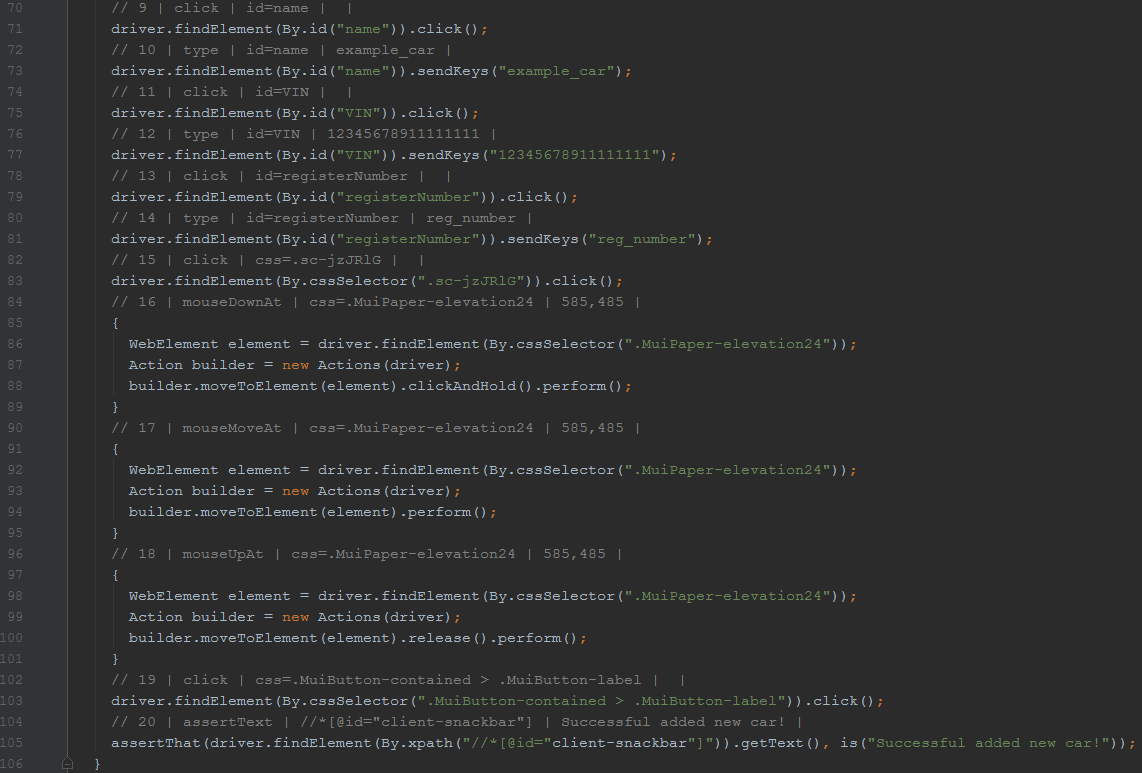 70 // 9 | click | id=name |  |
71 driver.findElement(By.id("name")).click();
72 // 10 | type | id=name | example_car |
73 driver.findElement(By.id("name")).sendKeys("example_car");
74 // 11 | click | id=VIN |  |
75 driver.findElement(By.id("VIN")).click();
76 // 12 | type | id=VIN | 12345678911111111 |
77 driver.findElement(By.id("VIN")).sendKeys("12345678911111111");
78 // 13 | click | id=registerNumber |  |
79 driver.findElement(By.id("registerNumber")).click();
80 // 14 | type | id=registerNumber | reg_number |
81 driver.findElement(By.id("registerNumber")).sendKeys("reg_number");
82 // 15 | click | css=.sc-jzJRlG |  |
83 driver.findElement(By.cssSelector(".sc-jzJRlG")).click();
84 // 16 | mouseDownAt | css=.MuiPaper-elevation24 | 585,485 |
85 {
86 WebElement element = driver.findElement(By.cssSelector(".MuiPaper-elevation24"));
87 Action builder = new Actions(driver);
88 builder.moveToElement(element).clickAndHold().perform();
89 }
90 // 17 | mouseMoveAt | css=.MuiPaper-elevation24 | 585,485 |
91 {
92 WebElement element = driver.findElement(By.cssSelector(".MuiPaper-elevation24"));
93 Action builder = new Actions(driver);
94 builder.moveToElement(element).perform();
95 }
96 // 18 | mouseUpAt | css=.MuiPaper-elevation24 | 585,485 |
97 {
98 WebElement element = driver.findElement(By.cssSelector(".MuiPaper-elevation24"));
99 Action builder = new Actions(driver);
100 builder.moveToElement(element).release().perform();
101 }
102 // 19 | click | css=.MuiButton-contained > .MuiButton-label |  |
103 driver.findElement(By.cssSelector(".MuiButton-contained > .MuiButton-label")).click();
104 // 20 | assertText | //*[@id="client-snackbar"] | Successful added new car! |
105 assertThat(driver.findElement(By.xpath("//*[@id="client-snackbar"]")).getText(), is("Successful added new car!"));
106 }